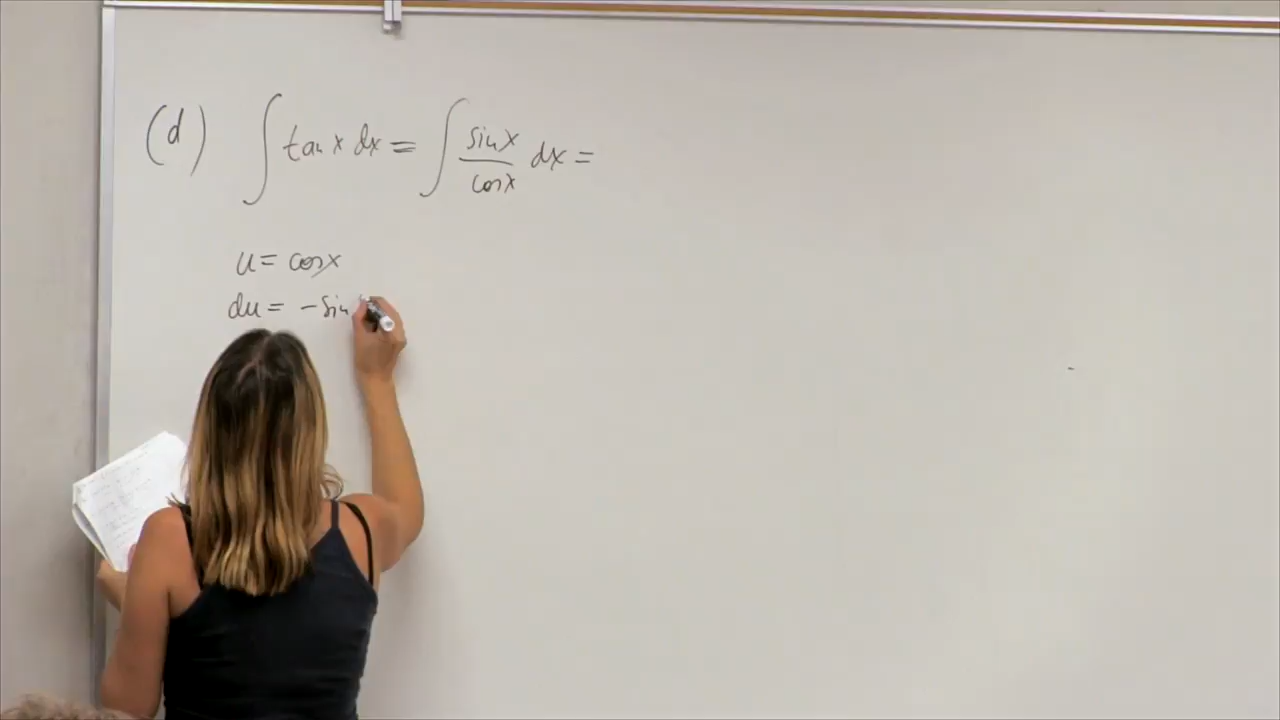 (d) ∫ tan x dx = ∫ sin x / cos x dx =
u = cos x
du = - sin